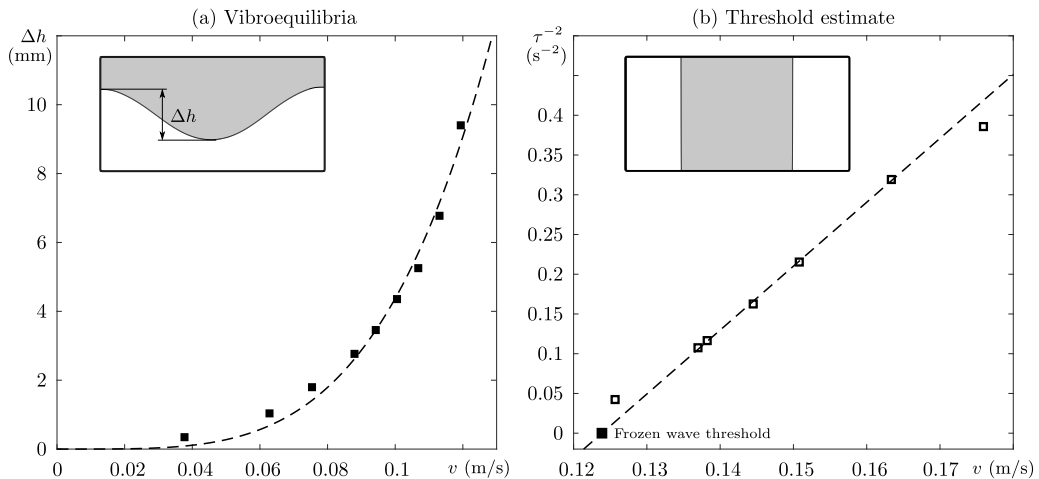 (a) Vibroequilibria
Δh
(mm)
10
8
6
4
2
0
Δh
0 0.02 0.04 0.06 0.08 0.1 v (m/s)
(b) Threshold estimate
τ⁻²
(s⁻²)
0.4
0.35
0.3
0.25
0.2
0.15
0.1
0.05
0
Frozen wave threshold
0.12 0.13 0.14 0.15 0.16 0.17 v (m/s)